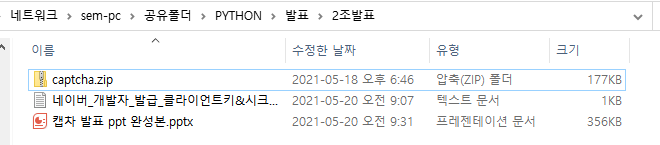 네트워크 > sem-pc > 공유폴더 > PYTHON > 발표 > 2조발표
이름 수정한 날짜 유형 크기
captcha.zip 2021-05-18 오후 6:46 압축(ZIP) 폴더 177KB
네이버_개발자_발급_클라이언트키&시크... 2021-05-20 오전 9:07 텍스트 문서 1KB
캡차 발표 ppt 완성본.pptx 2021-05-20 오전 9:31 프레젠테이션 문서 356KB